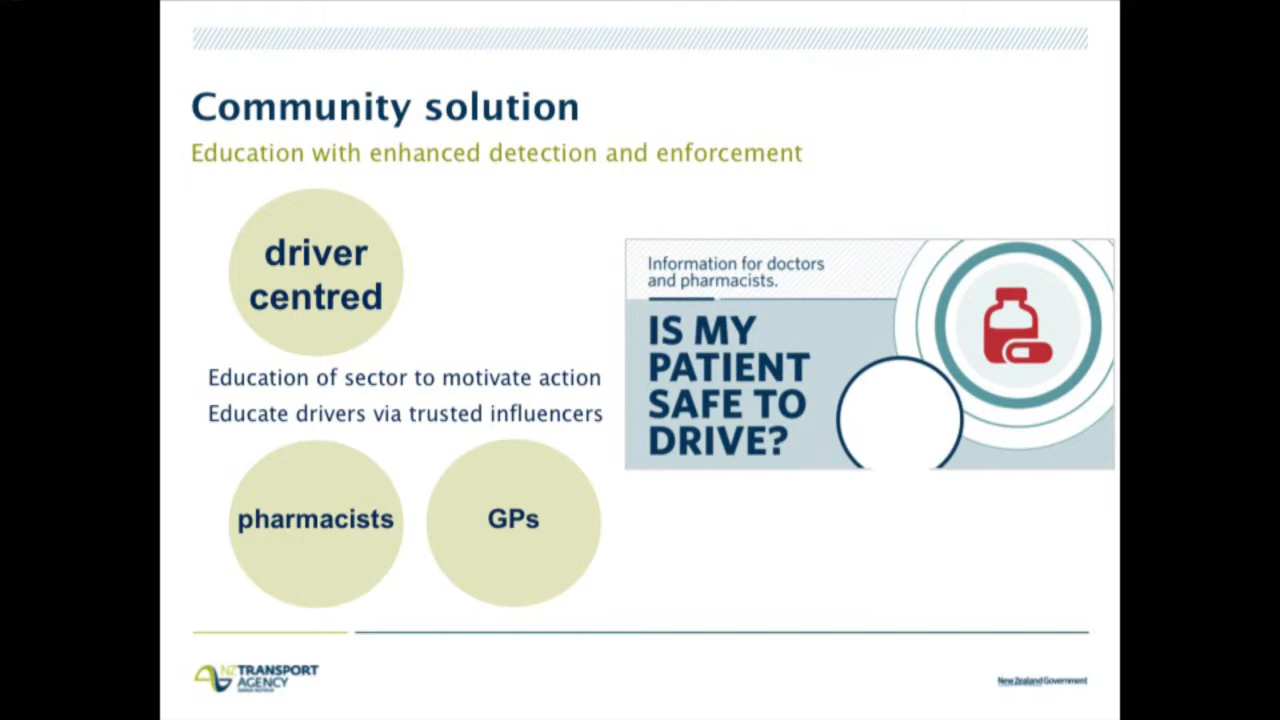 Community solution
Education with enhanced detection and enforcement
driver
centred
Education of sector to motivate action
Educate drivers via trusted influencers
pharmacists
GPs
Information for doctors
and pharmacists.
IS MY
PATIENT
SAFE TO
DRIVE?
NZ TRANSPORT
AGENCY
New Zealand Government